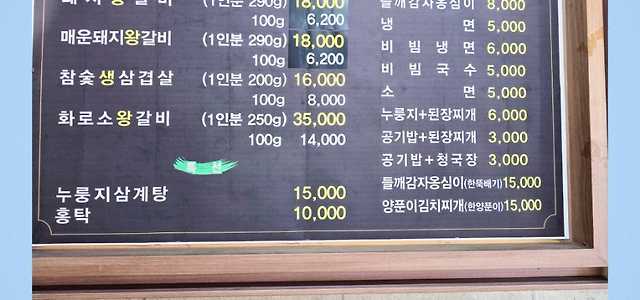 돼지생갈비 (1인분 290g) 18,000
100g 6,200
매운돼지왕갈비 (1인분 290g) 18,000
100g 6,200
참숯생삼겹살 (1인분 200g) 16,000
100g 8,000
화로소왕갈비 (1인분 250g) 35,000
100g 14,000
누룽지삼계탕 15,000
홍탁 10,000
들깨감자옹심이 8,000
냉면 5,000
비빔냉면 6,000
비빔국수 5,000
소면 5,000
누룽지+된장찌개 6,000
공기밥+된장찌개 3,000
공기밥+청국장 3,000
들깨감자옹심이(한뚝배기) 15,000
양푼이김치찌개(한양푼이) 15,000